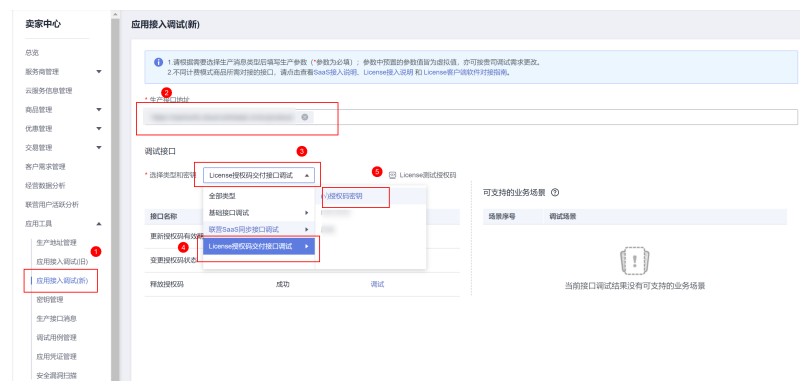 卖家中心
应用接入调试(新)
总览
服务商管理
云服务信息管理
商品管理
优惠管理
交易管理
客户需求管理
经营数据分析
联营用户活跃分析
应用工具
生产地址管理
1
应用接入调试(旧)
应用接入调试(新)
密钥管理
生产接口消息
调试用例管理
应用凭证管理
安全漏洞扫描
1.请根据需要选择生产消息类型后填写生产参数（*参数为必填）；参数中预置的参数值皆为虚拟值，亦可按贵司调试需求更改。
2.不同计费模式商品所需对接的接口，请点击查看SaaS接入说明、License接入说明 和 License客户端软件对接指南。
2
* 生产接口地址
调试接口
3
* 选择类型和密钥
License授权码交付接口调试
5
License测试授权码
全部类型
基础接口调试
联营SaaS同步接口调试
4
License授权码交付接口调试
授权码密钥
接口名称
更新授权码有效期
变更授权码状态
释放授权码
成功
调试
可支持的业务场景
场景序号
调试场景
当前接口调试结果没有可支持的业务场景